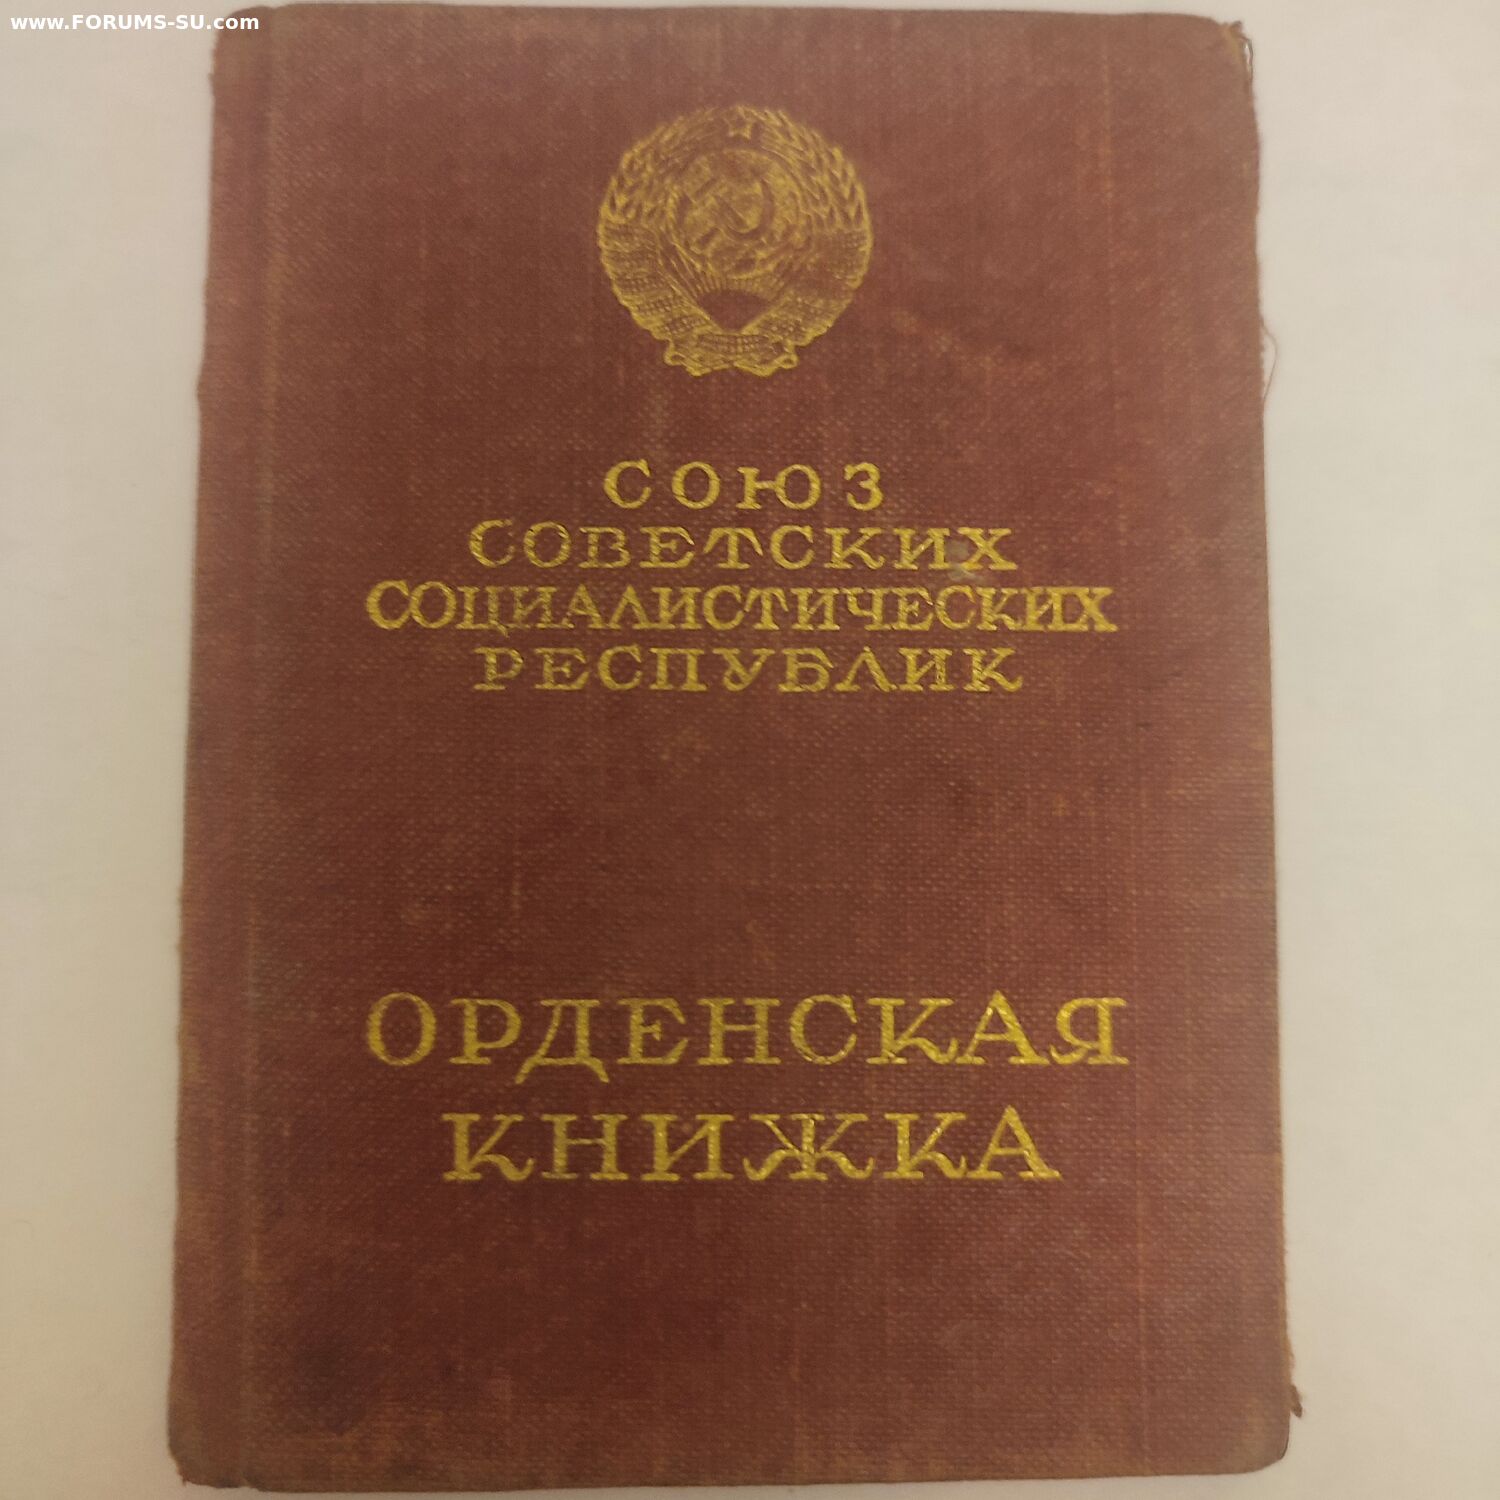 www.FORUMS-SU.com
СОЮЗ
СОВЕТСКИХ
СОЦИАЛИСТИЧЕСКИХ
РЕСПУБЛИК
ОРДЕНСКАЯ
КНИЖКА